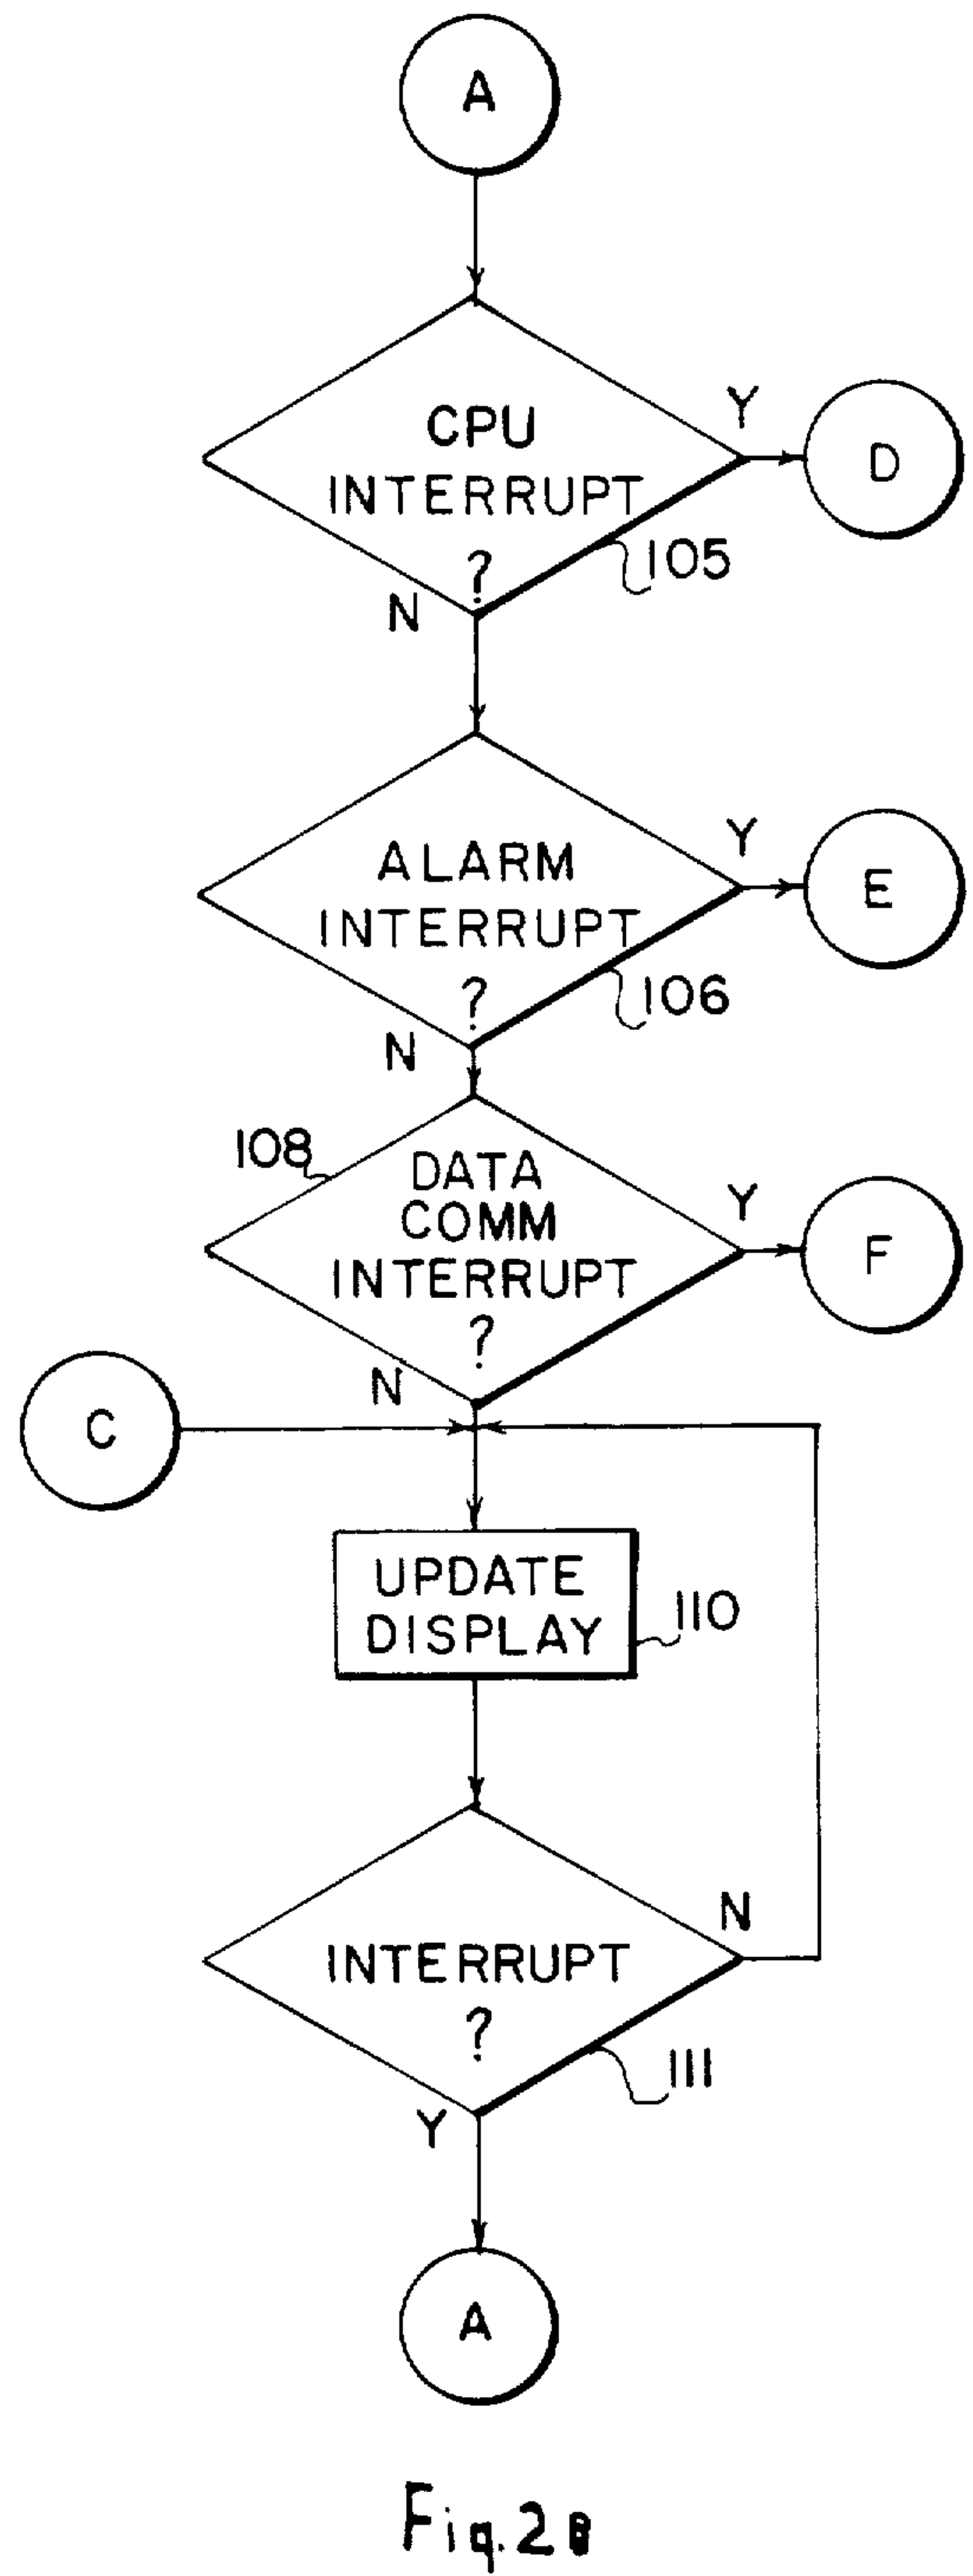 A
CPU
INTERRUPT
?
Y
D
105
N
ALARM
INTERRUPT
?
Y
E
106
N
108
DATA
COMM
INTERRUPT
?
Y
F
N
C
UPDATE
DISPLAY
110
INTERRUPT
?
N
111
Y
A
Fig. 2B